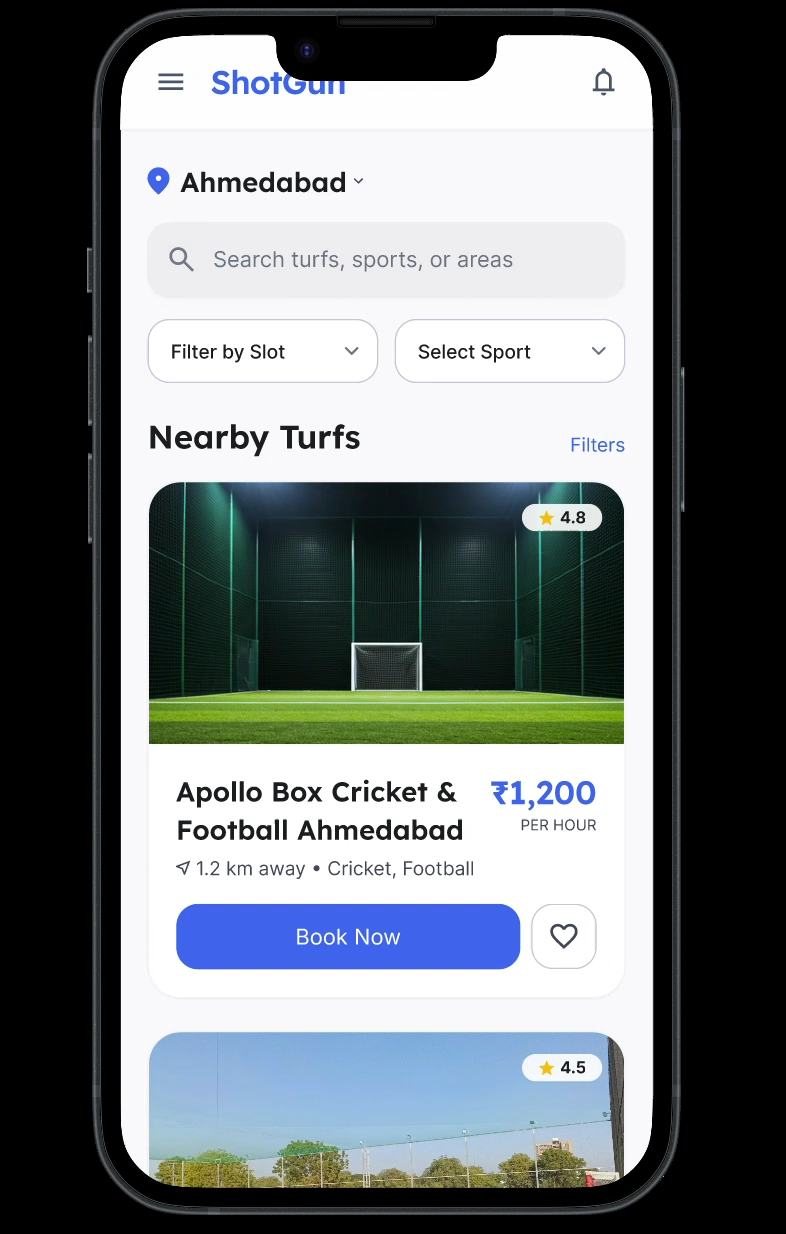 ShotGun
Ahmedabad
Search turfs, sports, or areas
Filter by Slot
Select Sport
Nearby Turfs
Filters
4.8
Apollo Box Cricket &
Football Ahmedabad
₹1,200
PER HOUR
1.2 km away • Cricket, Football
Book Now
4.5